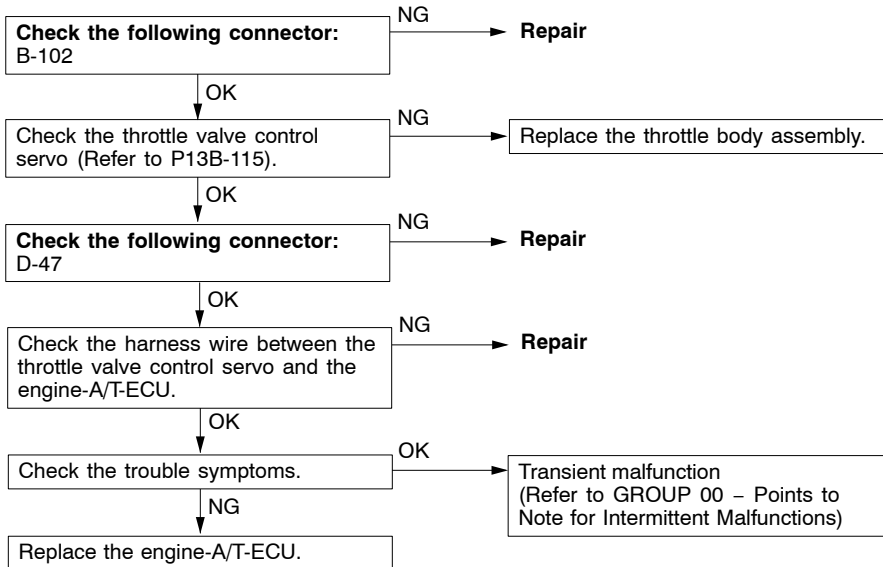 Check the following connector:
B-102
NG
Repair
OK
Check the throttle valve control
servo (Refer to P13B-115).
NG
Replace the throttle body assembly.
OK
Check the following connector:
D-47
NG
Repair
OK
Check the harness wire between the
throttle valve control servo and the
engine-A/T-ECU.
NG
Repair
OK
Check the trouble symptoms.
OK
Transient malfunction
(Refer to GROUP 00 – Points to
Note for Intermittent Malfunctions)
NG
Replace the engine-A/T-ECU.